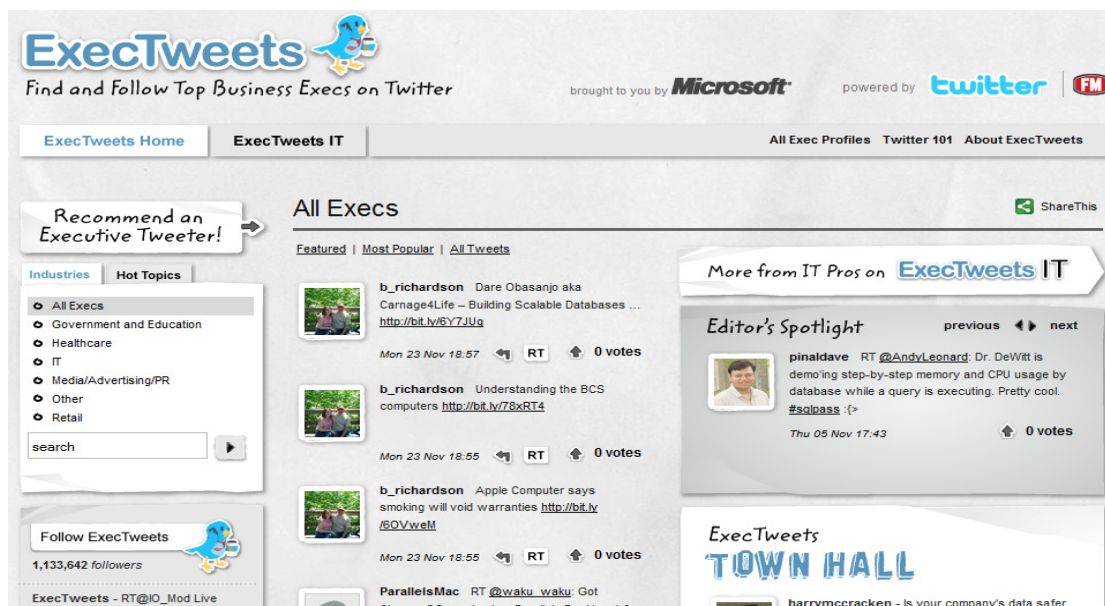 ExecTweets
Find and Follow Top Business Execs on Twitter
brought to you by Microsoft
powered by twitter FM
ExecTweets Home
ExecTweets IT
All Exec Profiles Twitter 101 About ExecTweets
Recommend an
Executive Tweeter!
Industries
Hot Topics
All Execs
Government and Education
Healthcare
IT
Media/Advertising/PR
Other
Retail
search
Follow ExecTweets
1,133,642 followers
ExecTweets - RT@IO_Mod Live
All Execs
ShareThis
Featured | Most Popular | All Tweets
b_richardson Dare Obasanjo aka
Carnage4Life – Building Scalable Databases ...
http://bit.ly/6Y7JUq
Mon 23 Nov 18:57 RT 0 votes
b_richardson Understanding the BCS
computers http://bit.ly/78xRT4
Mon 23 Nov 18:55 RT 0 votes
b_richardson Apple Computer says
smoking will void warranties http://bit.ly
/6OVweM
Mon 23 Nov 18:55 RT 0 votes
ParallelsMac RT @waku_waku: Got
More from IT Pros on ExecTweets IT
Editor's Spotlight
previous next
pinaldave RT @AndyLeonard: Dr. DeWitt is
demo'ing step-by-step memory and CPU usage by
database while a query is executing. Pretty cool.
#sqlpass :{>
Thu 05 Nov 17:43 0 votes
ExecTweets
TOWN HALL
harrymccracken - Is your company's data safer